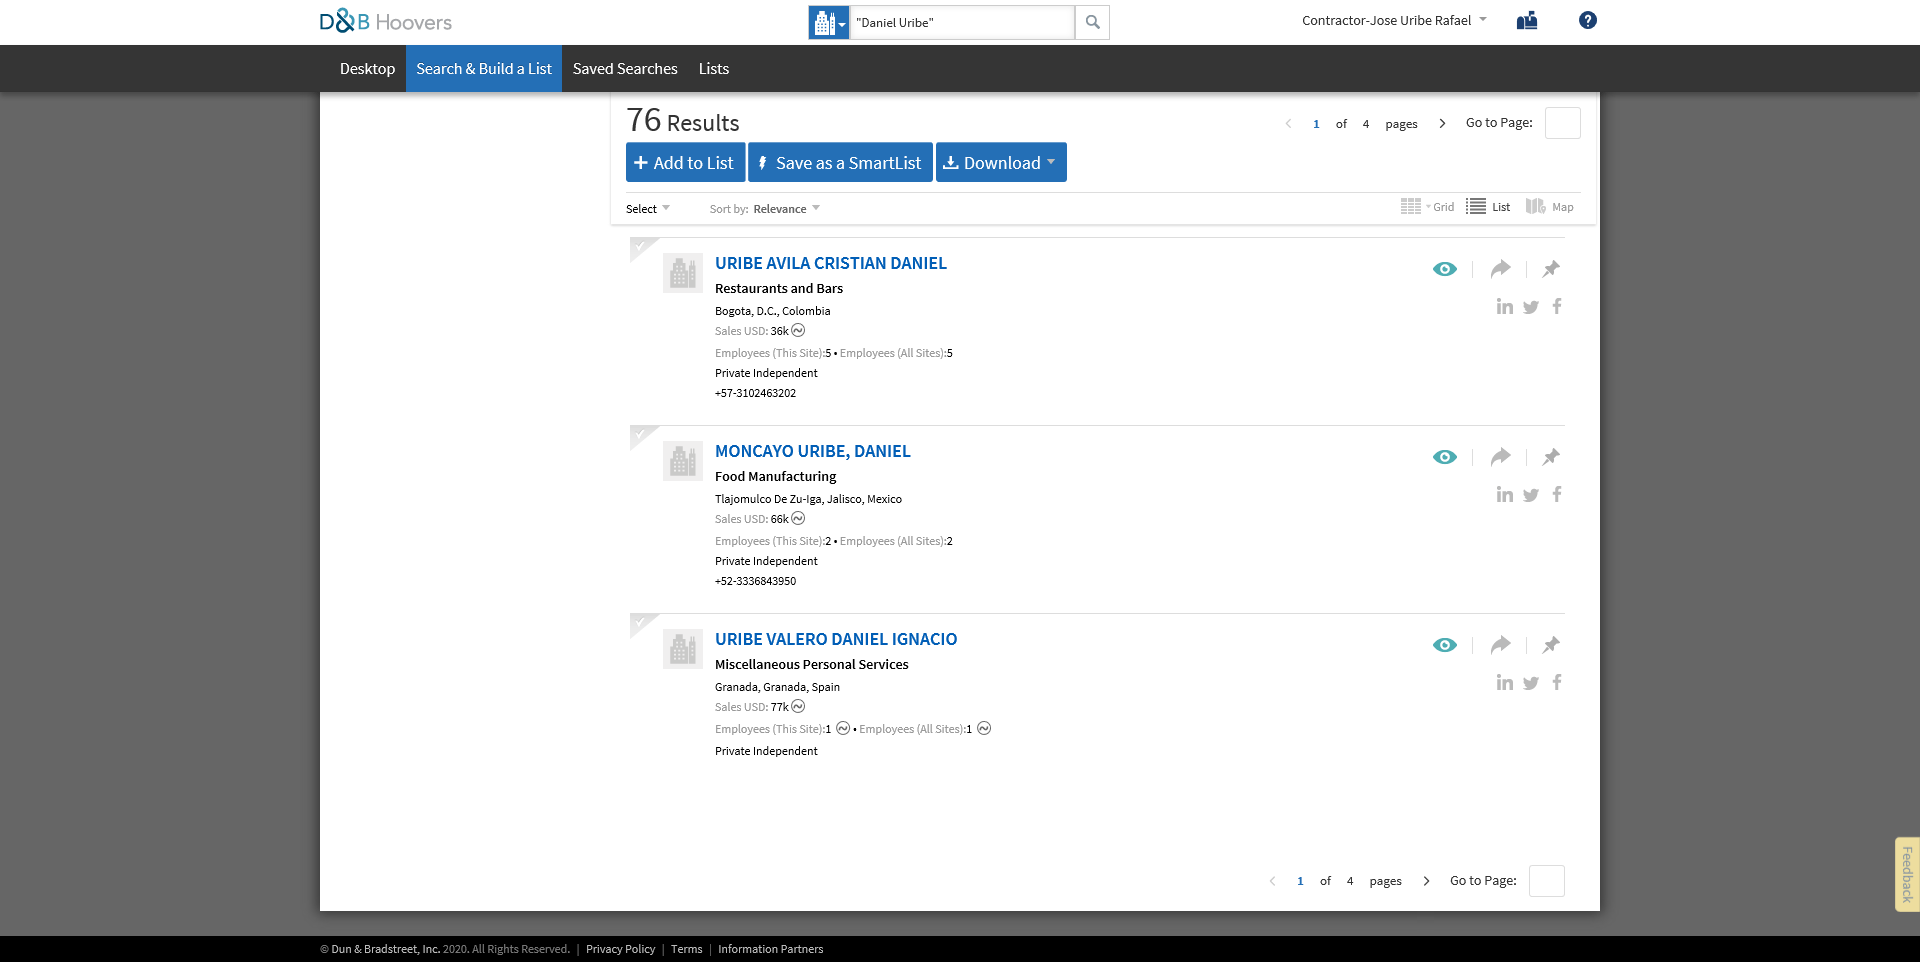 D&B Hoovers
"Daniel Uribe"
Contractor-Jose Uribe Rafael
Desktop
Search & Build a List
Saved Searches
Lists
76 Results
1 of 4 pages
Go to Page:
Add to List
Save as a SmartList
Download
Select
Sort by: Relevance
Grid
List
Map
URIBE AVILA CRISTIAN DANIEL
Restaurants and Bars
Bogota, D.C., Colombia
Sales USD: 36k
Employees (This Site):5 • Employees (All Sites):5
Private Independent
+57-3102463202
MONCAYO URIBE, DANIEL
Food Manufacturing
Tlajomulco De Zu-Iga, Jalisco, Mexico
Sales USD: 66k
Employees (This Site):2 • Employees (All Sites):2
Private Independent
+52-3336843950
URIBE VALERO DANIEL IGNACIO
Miscellaneous Personal Services
Granada, Granada, Spain
Sales USD: 77k
Employees (This Site):1 • Employees (All Sites):1
Private Independent
1 of 4 pages
Go to Page:
Feedback
© Dun & Bradstreet, Inc. 2020. All Rights Reserved. | Privacy Policy | Terms | Information Partners